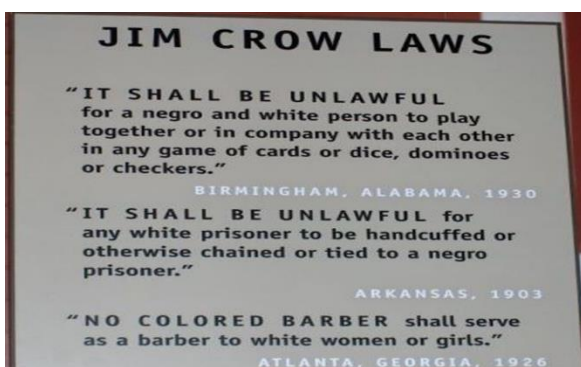 JIM CROW LAWS
“IT SHALL BE UNLAWFUL
for a negro and white person to play
together or in company with each other
in any game of cards or dice, dominoes
or checkers.”
BIRMINGHAM, ALABAMA, 1930
“IT SHALL BE UNLAWFUL for
any white prisoner to be handcuffed or
otherwise chained or tied to a negro
prisoner.”
ARKANSAS, 1903
“NO COLORED BARBER shall serve
as a barber to white women or girls.”
ATLANTA, GEORGIA, 1926